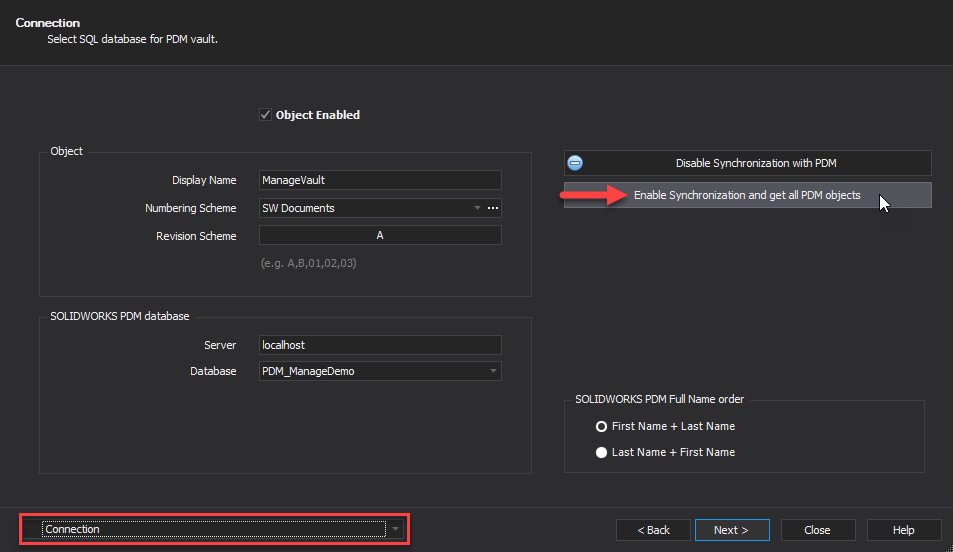 Connection
Select SQL database for PDM vault.
Object Enabled
Object
Display Name ManageVault
Numbering Scheme SW Documents ...
Revision Scheme A
(e.g. A,B,01,02,03)
Disable Synchronization with PDM
Enable Synchronization and get all PDM objects
SOLIDWORKS PDM database
Server localhost
Database PDM_ManageDemo
SOLIDWORKS PDM Full Name order
First Name + Last Name
Last Name + First Name
Connection
< Back Next > Close Help